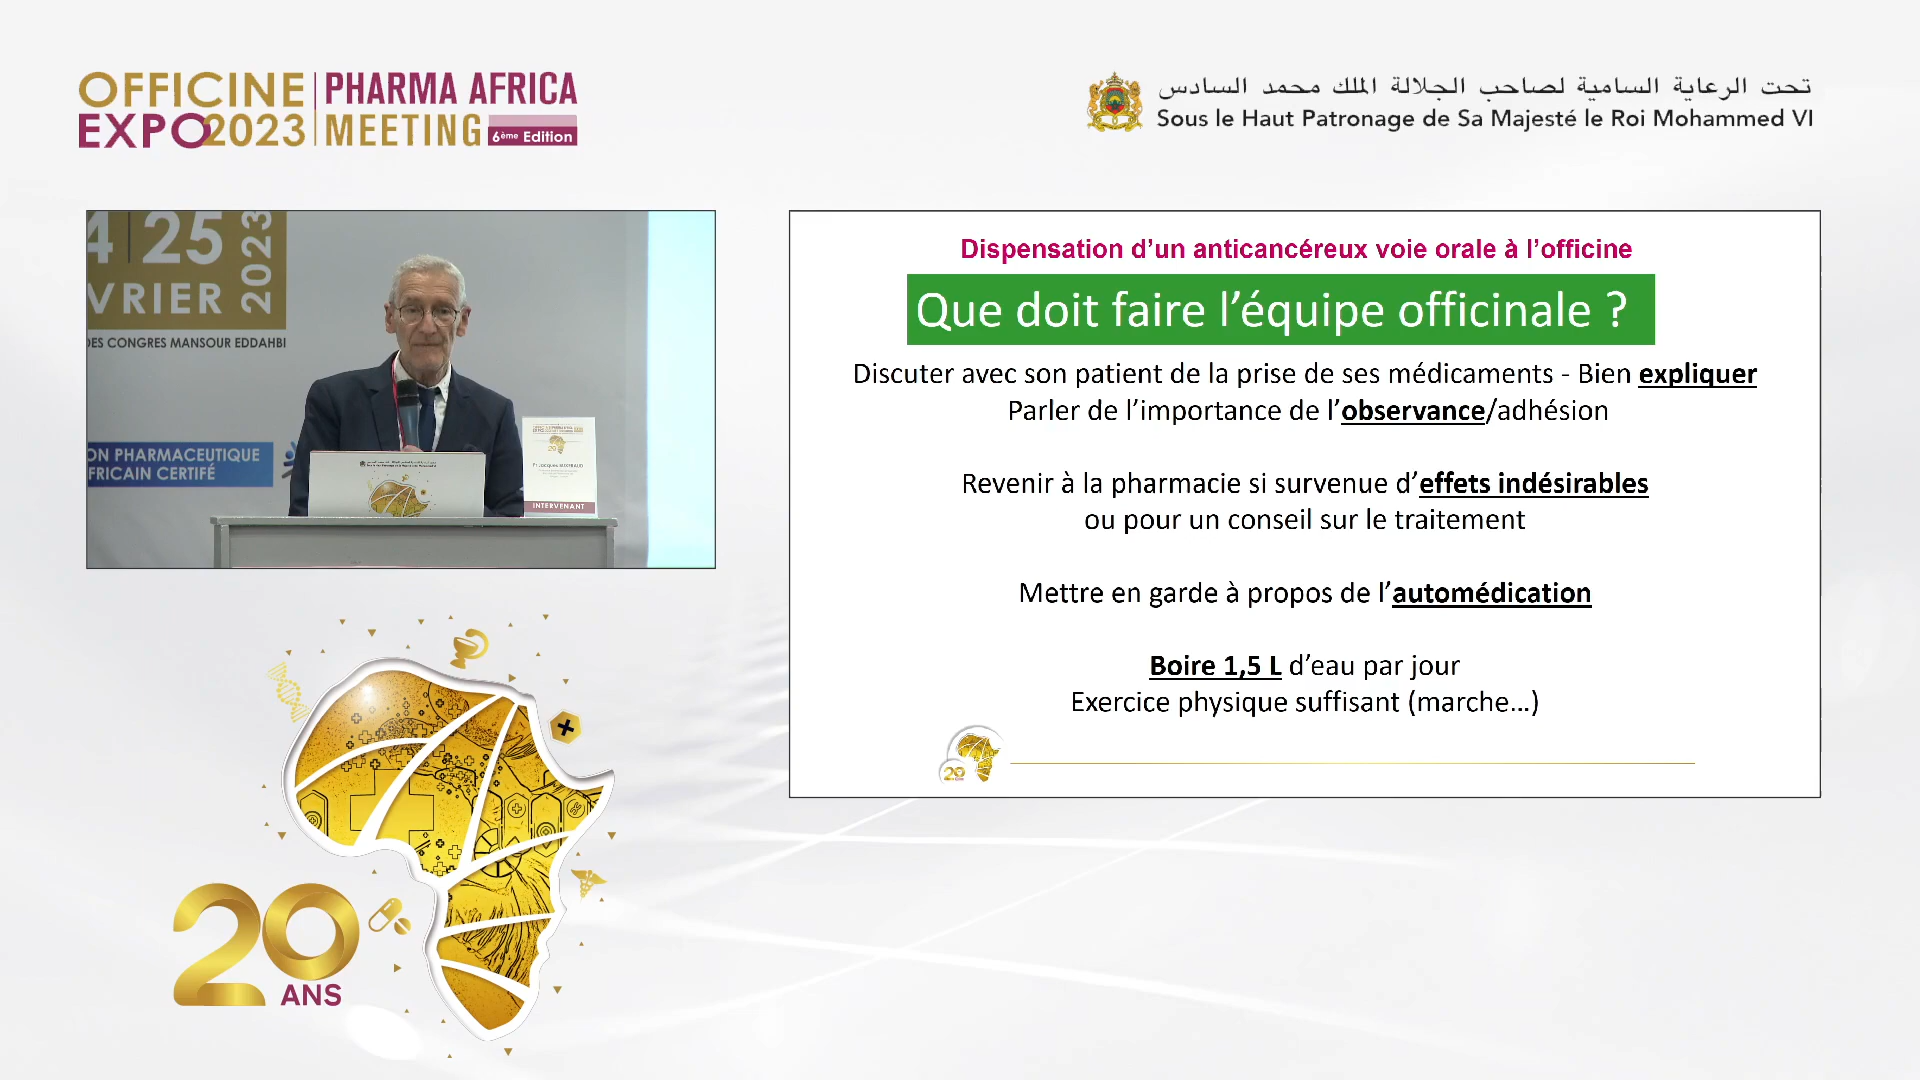 OFFICINE
EXPO2023
PHARMA AFRICA
MEETING
6ème Edition
تحت الرعاية السامية لصاحب الجلالة الملك محمد السادس
Sous le Haut Patronage de Sa Majesté le Roi Mohammed VI
4 25
VRIER
2023
DES CONGRES MANSOUR EDDAHBI
ON PHARMACEUTIQUE
FRICAIN CERTIFÉ
INTERVENANT
Dispensation d’un anticancéreux voie orale à l’officine
Que doit faire l’équipe officinale ?
Discuter avec son patient de la prise de ses médicaments - Bien expliquer
Parler de l’importance de l’observance/adhésion
Revenir à la pharmacie si survenue d’effets indésirables
ou pour un conseil sur le traitement
Mettre en garde à propos de l’automédication
Boire 1,5 L d’eau par jour
Exercice physique suffisant (marche…)
20
20
ANS